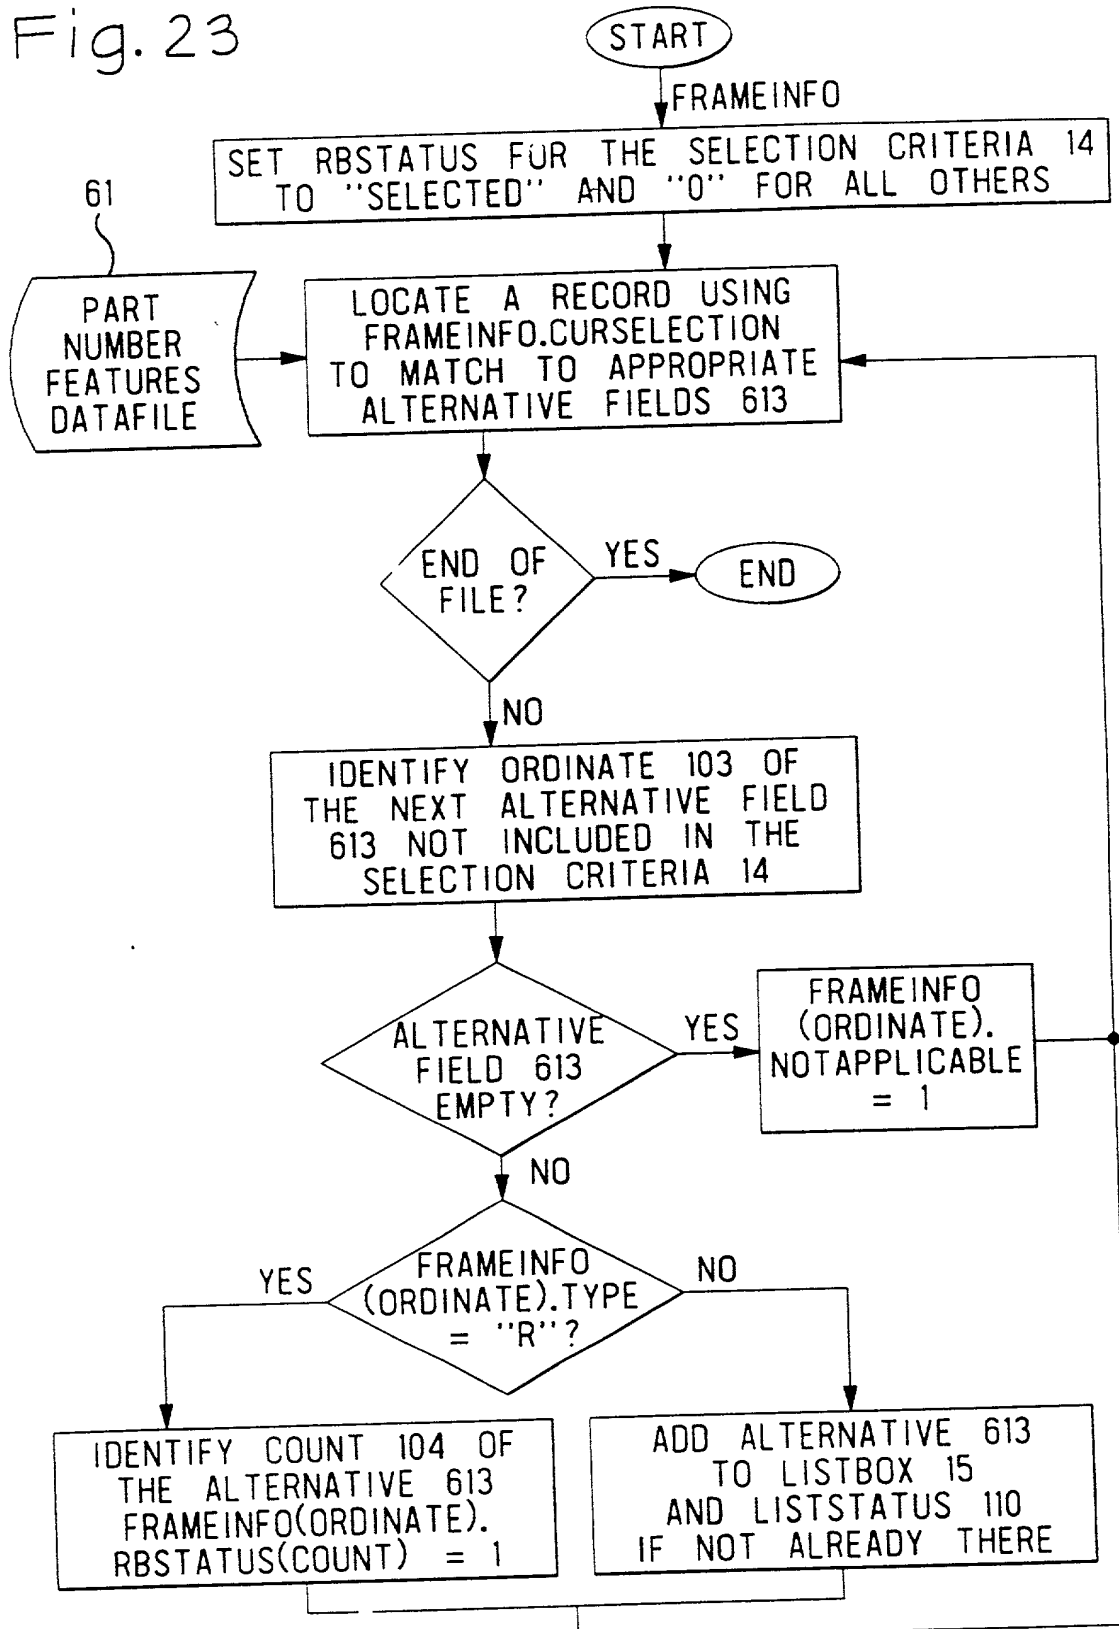 Fig. 23
START
FRAMEINFO
SET RBSTATUS FOR THE SELECTION CRITERIA 14
TO "SELECTED" AND "0" FOR ALL OTHERS
61
PART
NUMBER
FEATURES
DATAFILE
LOCATE A RECORD USING
FRAMEINFO.CURSELECTION
TO MATCH TO APPROPRIATE
ALTERNATIVE FIELDS 613
END OF
FILE?
YES
END
NO
IDENTIFY ORDINATE 103 OF
THE NEXT ALTERNATIVE FIELD
613 NOT INCLUDED IN THE
SELECTION CRITERIA 14
ALTERNATIVE
FIELD 613
EMPTY?
YES
FRAMEINFO
(ORDINATE).
NOTAPPLICABLE
= 1
NO
FRAMEINFO
(ORDINATE).TYPE
= "R"?
YES
NO
IDENTIFY COUNT 104 OF
THE ALTERNATIVE 613
FRAMEINFO(ORDINATE).
RBSTATUS(COUNT) = 1
ADD ALTERNATIVE 613
TO LISTBOX 15
AND LISTSTATUS 110
IF NOT ALREADY THERE